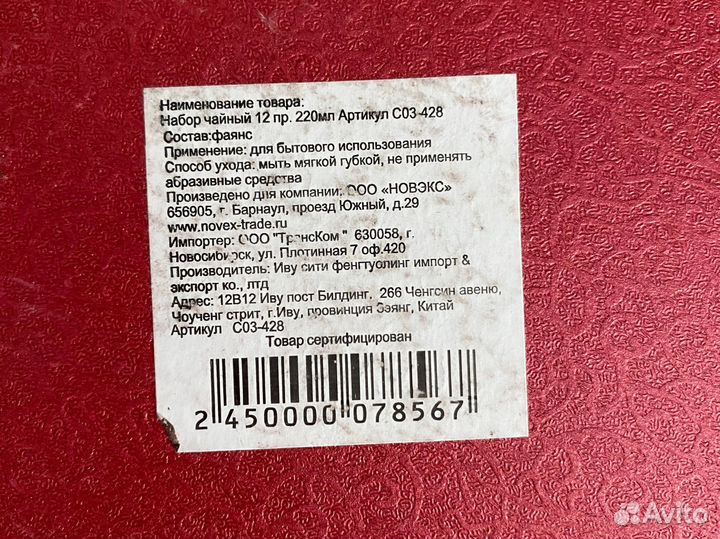 Наименование товара:
Набор чайный 12 пр. 220мл Артикул С03-428
Состав:фаянс
Применение: для бытового использования
Способ ухода: мыть мягкой губкой, не применять
абразивные средства
Произведено для компании: ООО «НОВЭКС»
656905, г. Барнаул, проезд Южный, д.29
www.novex-trade.ru
Импортер: ООО "ТрансКом " 630058, г.
Новосибирск, ул. Плотинная 7 оф.420
Производитель: Иву сити фенгтуолинг импорт &
экспорт ко., лтд
Адрес: 12В12 Иву пост Билдинг, 266 Ченгсин авеню,
Чоученг стрит, г.Иву, провинция Зэянг, Китай
Артикул С03-428
Товар сертифицирован
2 450000 078567
Avito